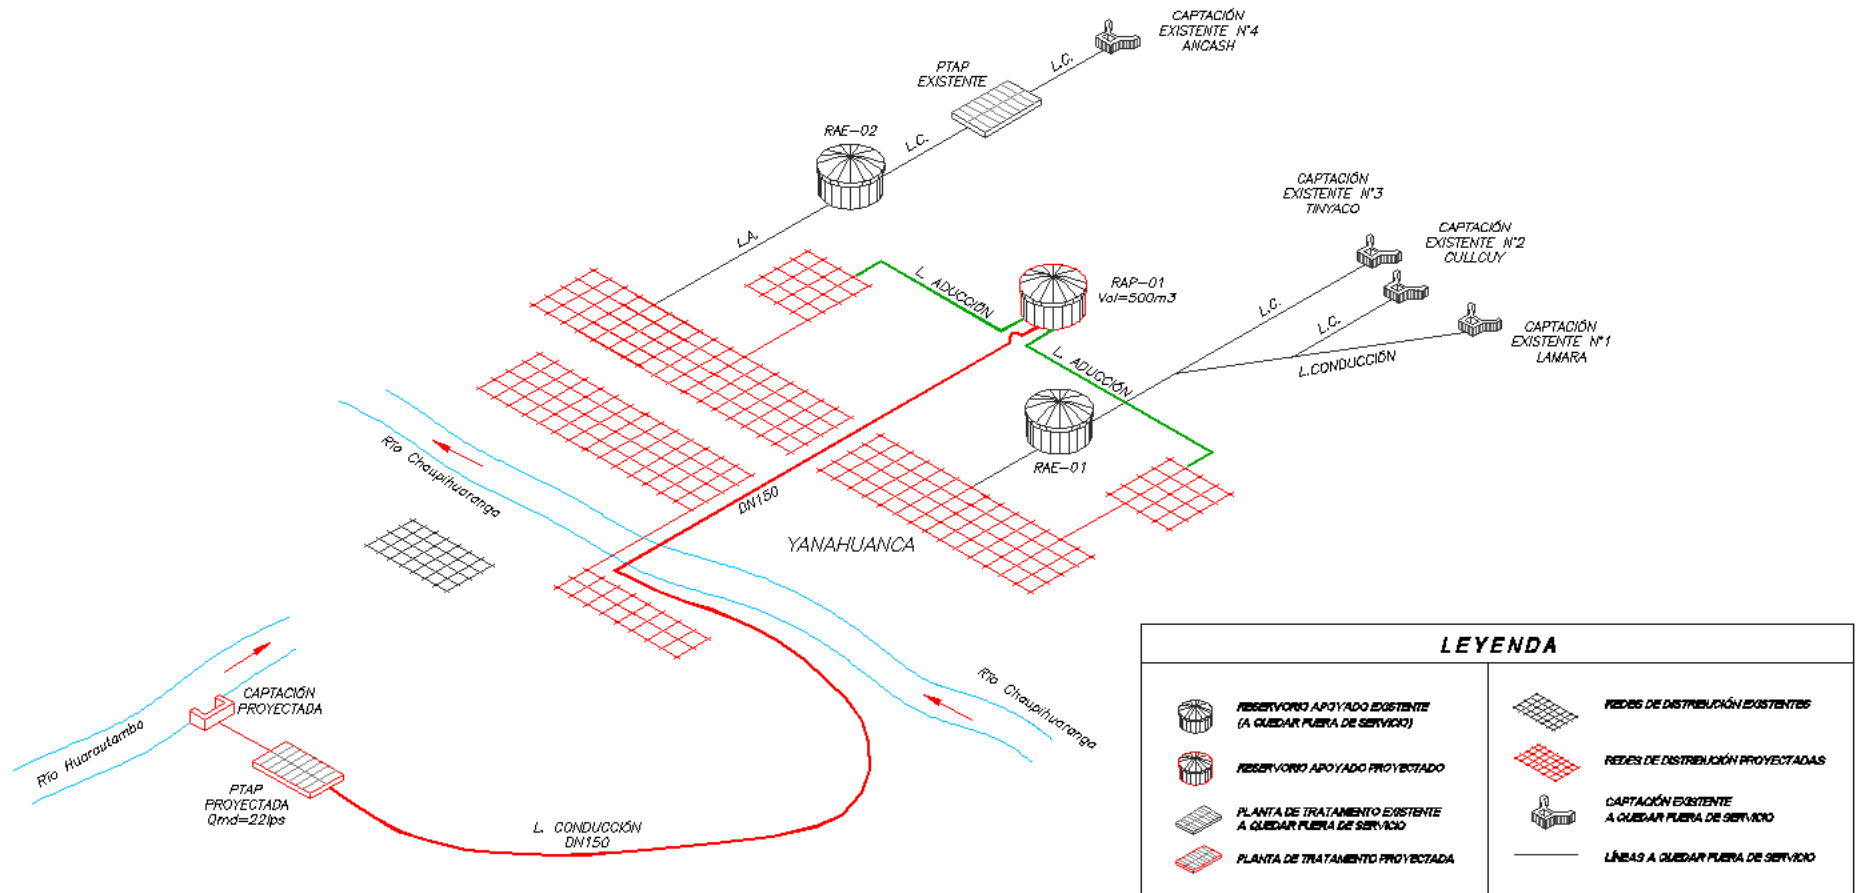 CAPTACIÓN
EXISTENTE N°4
ANCASH
L.C.
PTAP
EXISTENTE
L.C.
RAE-02
L.A.
CAPTACIÓN
EXISTENTE N°3
TINYACO
CAPTACIÓN
EXISTENTE N°2
CULLCUY
L. ADUCCIÓN
RAP-01
Vol=500m3
L.C.
L.C.
CAPTACIÓN
EXISTENTE N°1
LAMARA
L.CONDUCCIÓN
L. ADUCCIÓN
RAE-01
Río Chaupihuaranga
DN150
YANAHUANCA
Río Chaupihuaranga
CAPTACIÓN
PROYECTADA
Río Huarautambo
PTAP
PROYECTADA
Qmd=22lps
L. CONDUCCIÓN
DN150
LEYENDA
RESERVORIO APOYADO EXISTENTE
(A QUEDAR FUERA DE SERVICIO)
RESERVORIO APOYADO PROYECTADO
PLANTA DE TRATAMIENTO EXISTENTE
A QUEDAR FUERA DE SERVICIO
PLANTA DE TRATAMIENTO PROYECTADA
REDES DE DISTRIBUCIÓN EXISTENTES
REDES DE DISTRIBUCIÓN PROYECTADAS
CAPTACIÓN EXISTENTE
A QUEDAR FUERA DE SERVICIO
LÍNEAS A QUEDAR FUERA DE SERVICIO